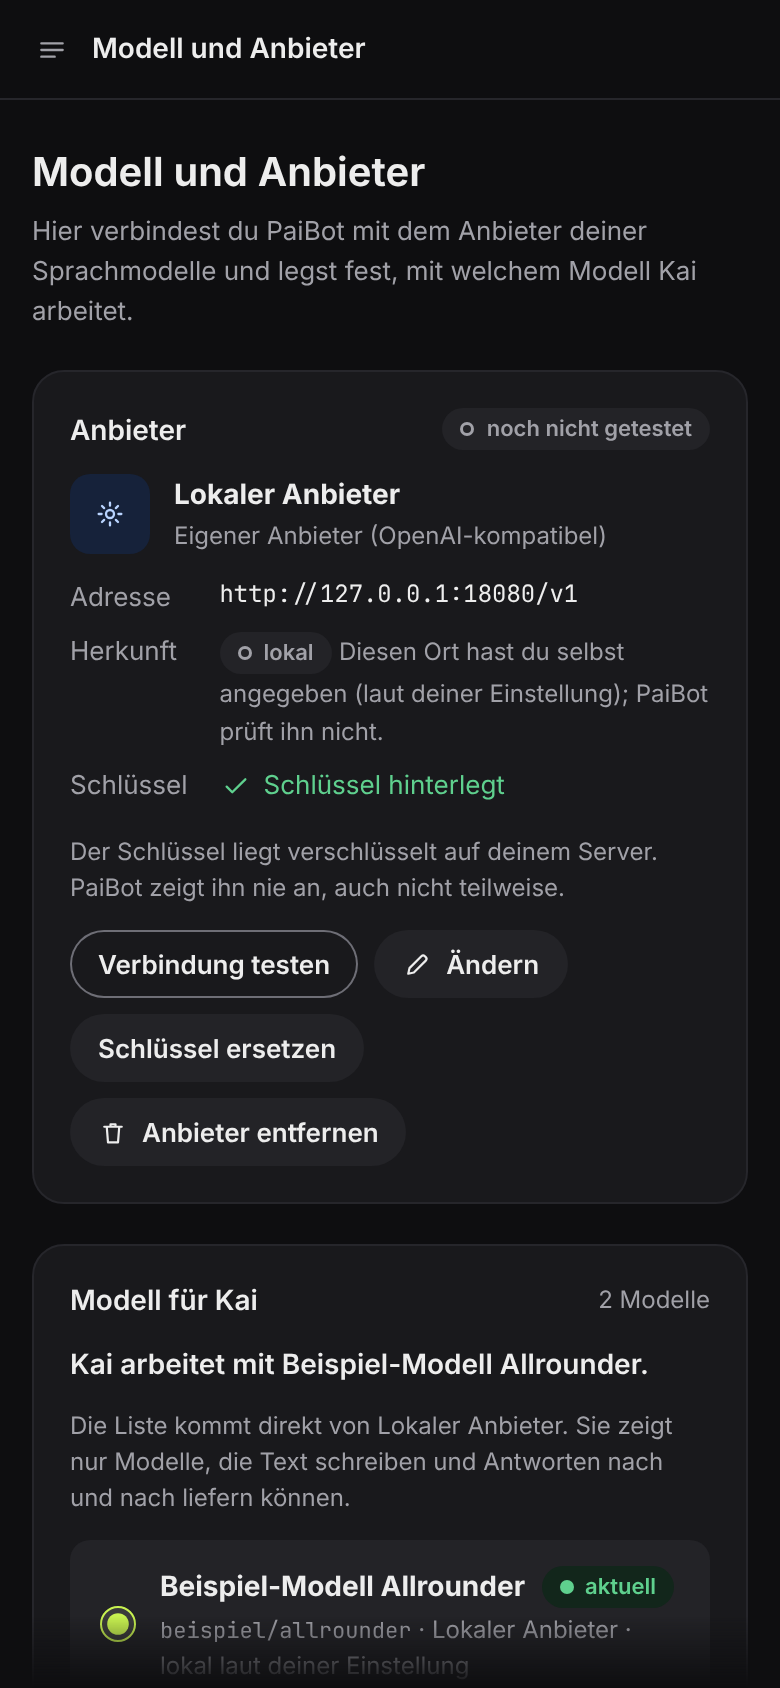 Modell und Anbieter
Modell und Anbieter
Hier verbindest du PaiBot mit dem Anbieter deiner
Sprachmodelle und legst fest, mit welchem Modell Kai
arbeitet.
Anbieter
noch nicht getestet
Lokaler Anbieter
Eigener Anbieter (OpenAI-kompatibel)
Adresse http://127.0.0.1:18080/v1
Herkunft lokal Diesen Ort hast du selbst
angegeben (laut deiner Einstellung); PaiBot
prüft ihn nicht.
Schlüssel Schlüssel hinterlegt
Der Schlüssel liegt verschlüsselt auf deinem Server.
PaiBot zeigt ihn nie an, auch nicht teilweise.
Verbindung testen Ändern
Schlüssel ersetzen
Anbieter entfernen
Modell für Kai 2 Modelle
Kai arbeitet mit Beispiel-Modell Allrounder.
Die Liste kommt direkt von Lokaler Anbieter. Sie zeigt
nur Modelle, die Text schreiben und Antworten nach
und nach liefern können.
Beispiel-Modell Allrounder aktuell
beispiel/allrounder · Lokaler Anbieter ·
lokal laut deiner Einstellung